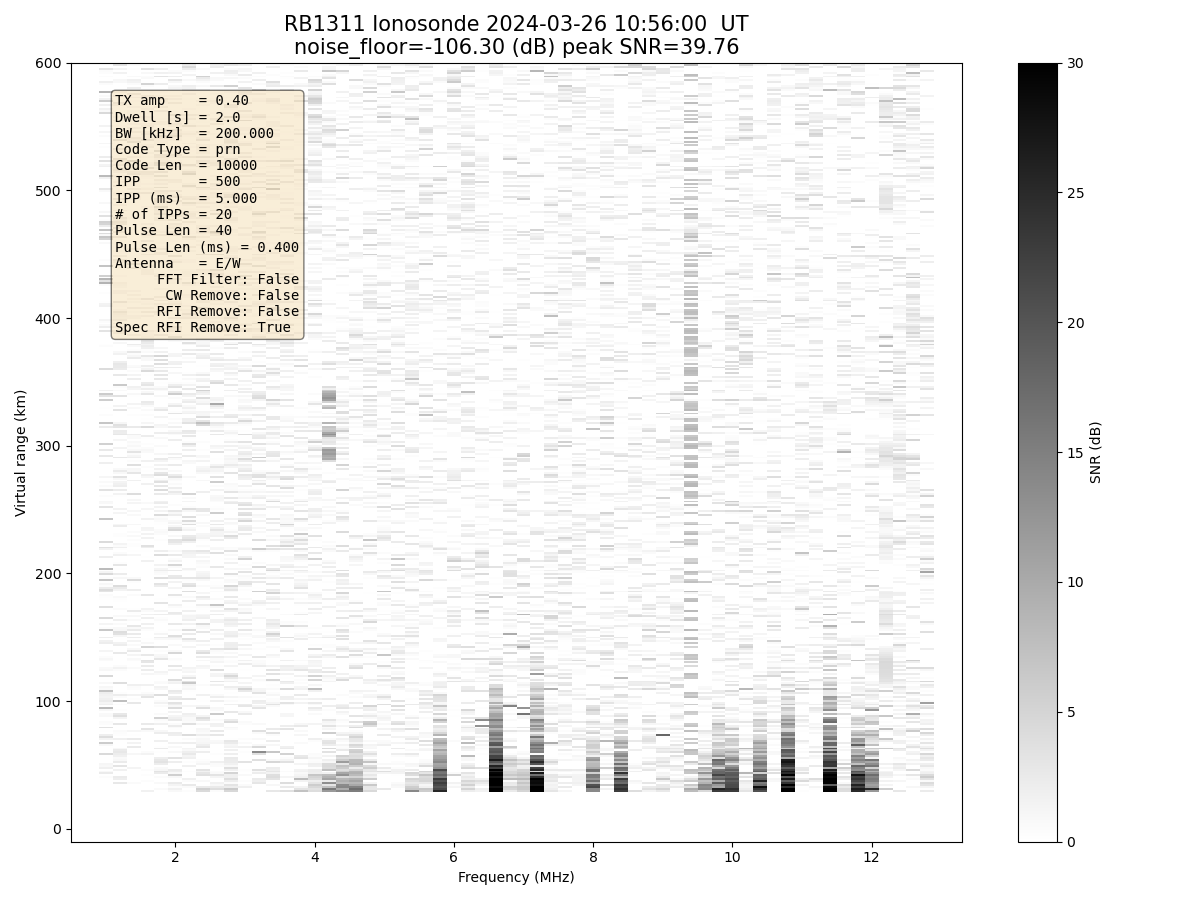 RB1311 Ionosonde 2024-03-26 10:56:00  UT
noise_floor=-106.30 (dB) peak SNR=39.76
600
500
400
300
200
100
0
Virtual range (km)
TX amp    = 0.40
Dwell [s] = 2.0
BW [kHz]  = 200.000
Code Type = prn
Code Len  = 10000
IPP       = 500
IPP (ms)  = 5.000
# of IPPs = 20
Pulse Len = 40
Pulse Len (ms) = 0.400
Antenna   = E/W
FFT Filter: False
CW Remove: False
RFI Remove: False
Spec RFI Remove: True
2 4 6 8 10 12
Frequency (MHz)
30
25
20
15
10
5
0
SNR (dB)